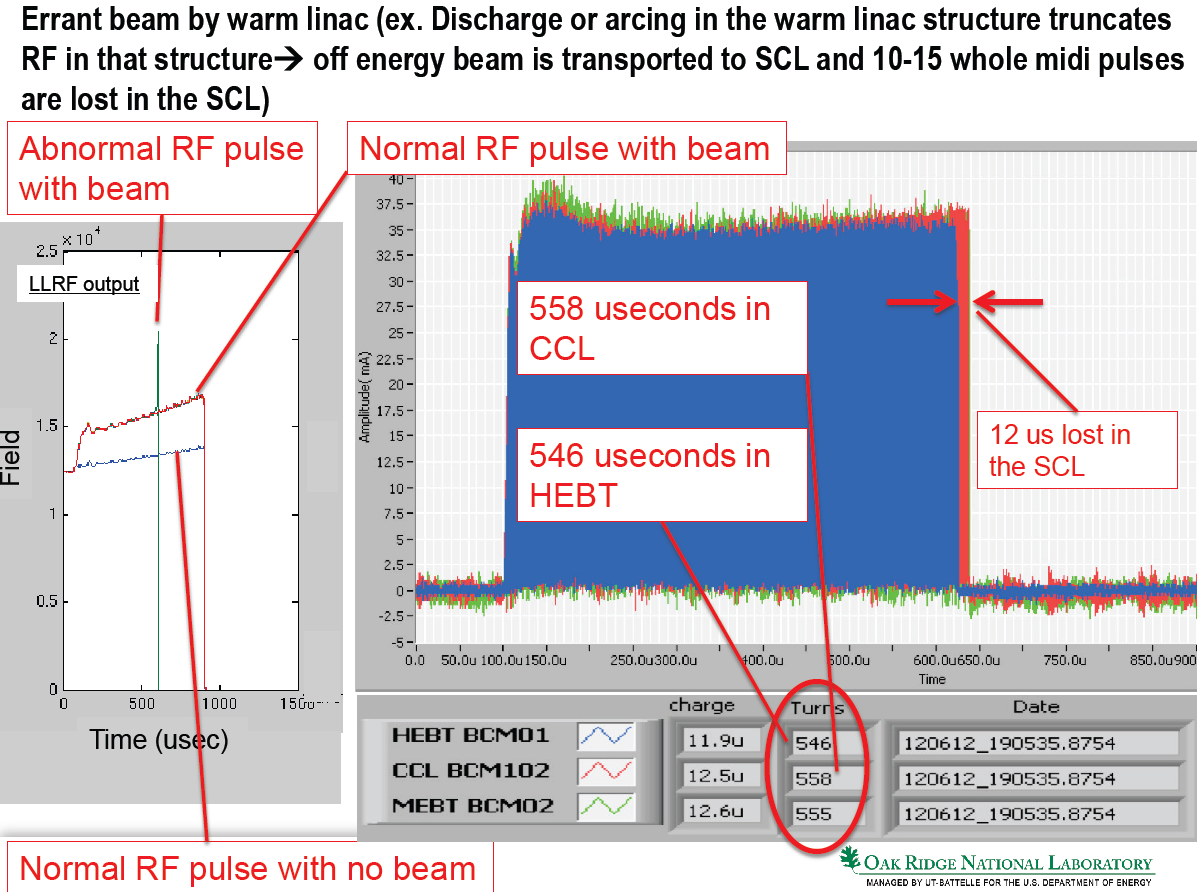 Errant beam by warm linac (ex. Discharge or arcing in the warm linac structure truncates
RF in that structure→ off energy beam is transported to SCL and 10-15 whole midi pulses
are lost in the SCL)
Abnormal RF pulse
with beam
Normal RF pulse with beam
x 10^4
2.5
LLRF output
2
1.5
1
0.5
0
Field
0 500 1000
Time (usec)
Normal RF pulse with no beam
40
37.5
35
32.5
30
27.5
25
22.5
20
17.5
15
12.5
10
7.5
5
2.5
0
-2.5
-5
Amplitude( mA)
558 useconds in
CCL
546 useconds in
HEBT
12 us lost in
the SCL
0.0 50.0u 100.0u 150.0u 250.0u 300.0u 400.0u 500.0u 600.0u 650.0u 750.0u 850.0u 900
Time
charge Turns Date
HEBT BCM01 11.9u 546 120612_190535.8754
CCL BCM102 12.5u 558 120612_190535.8754
MEBT BCM02 12.6u 555 120612_190535.8754
OAK RIDGE NATIONAL LABORATORY
MANAGED BY UT-BATTELLE FOR THE U.S. DEPARTMENT OF ENERGY